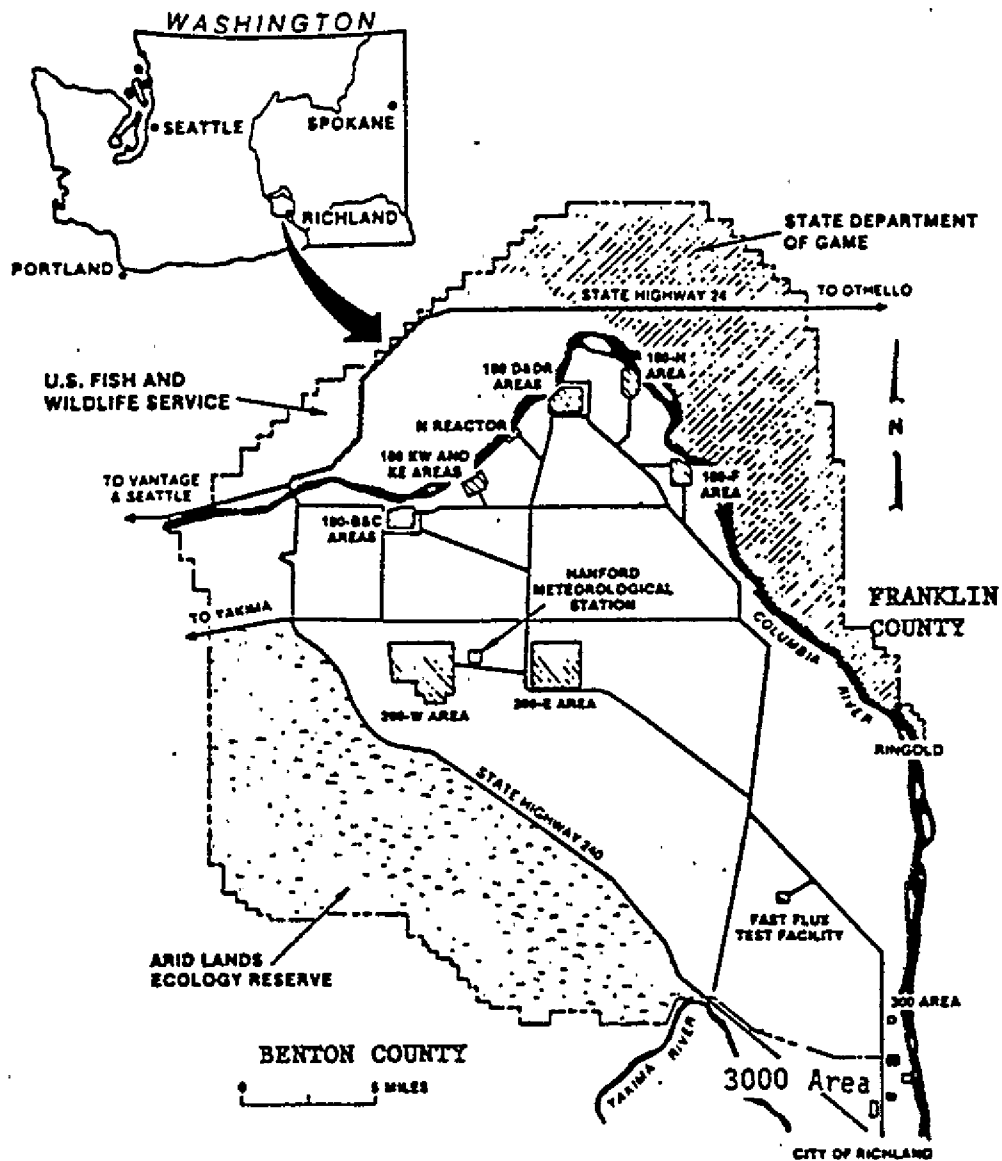 WASHINGTON
SEATTLE
SPOKANE
RICHLAND
PORTLAND
STATE DEPARTMENT
OF GAME
STATE HIGHWAY 24
TO OTHELLO
U.S. FISH AND
WILDLIFE SERVICE
100 D&DR
AREAS
100-H
AREA
N REACTOR
N
100 KW AND
KE AREAS
100-F
AREA
TO VANTAGE
& SEATTLE
100-B&C
AREAS
HANFORD
METEOROLOGICAL
STATION
FRANKLIN
COUNTY
TO YAKIMA
COLUMBIA
RIVER
200-W AREA
200-E AREA
RINGOLD
STATE HIGHWAY 240
FAST FLUX
TEST FACILITY
ARID LANDS
ECOLOGY RESERVE
300 AREA
BENTON COUNTY
0 5 MILES
YAKIMA RIVER
3000 Area
CITY OF RICHLAND